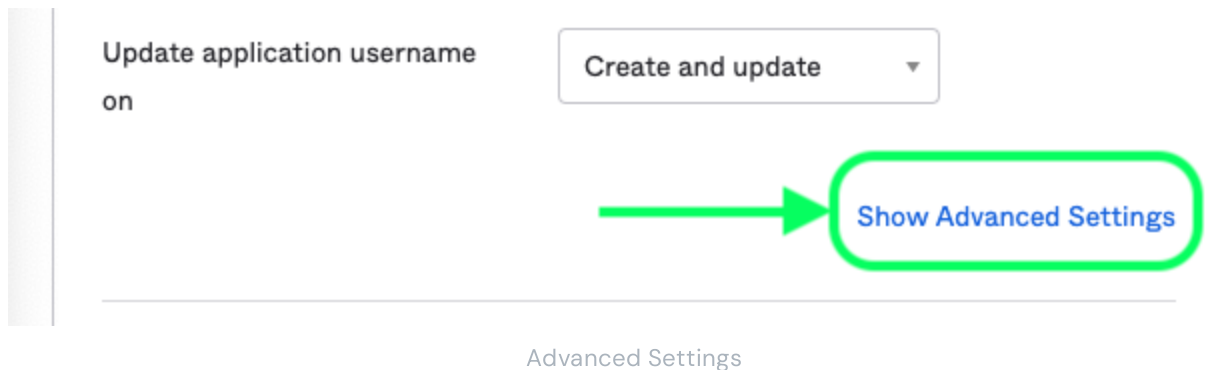 Update application username
on
Create and update
Show Advanced Settings
Advanced Settings